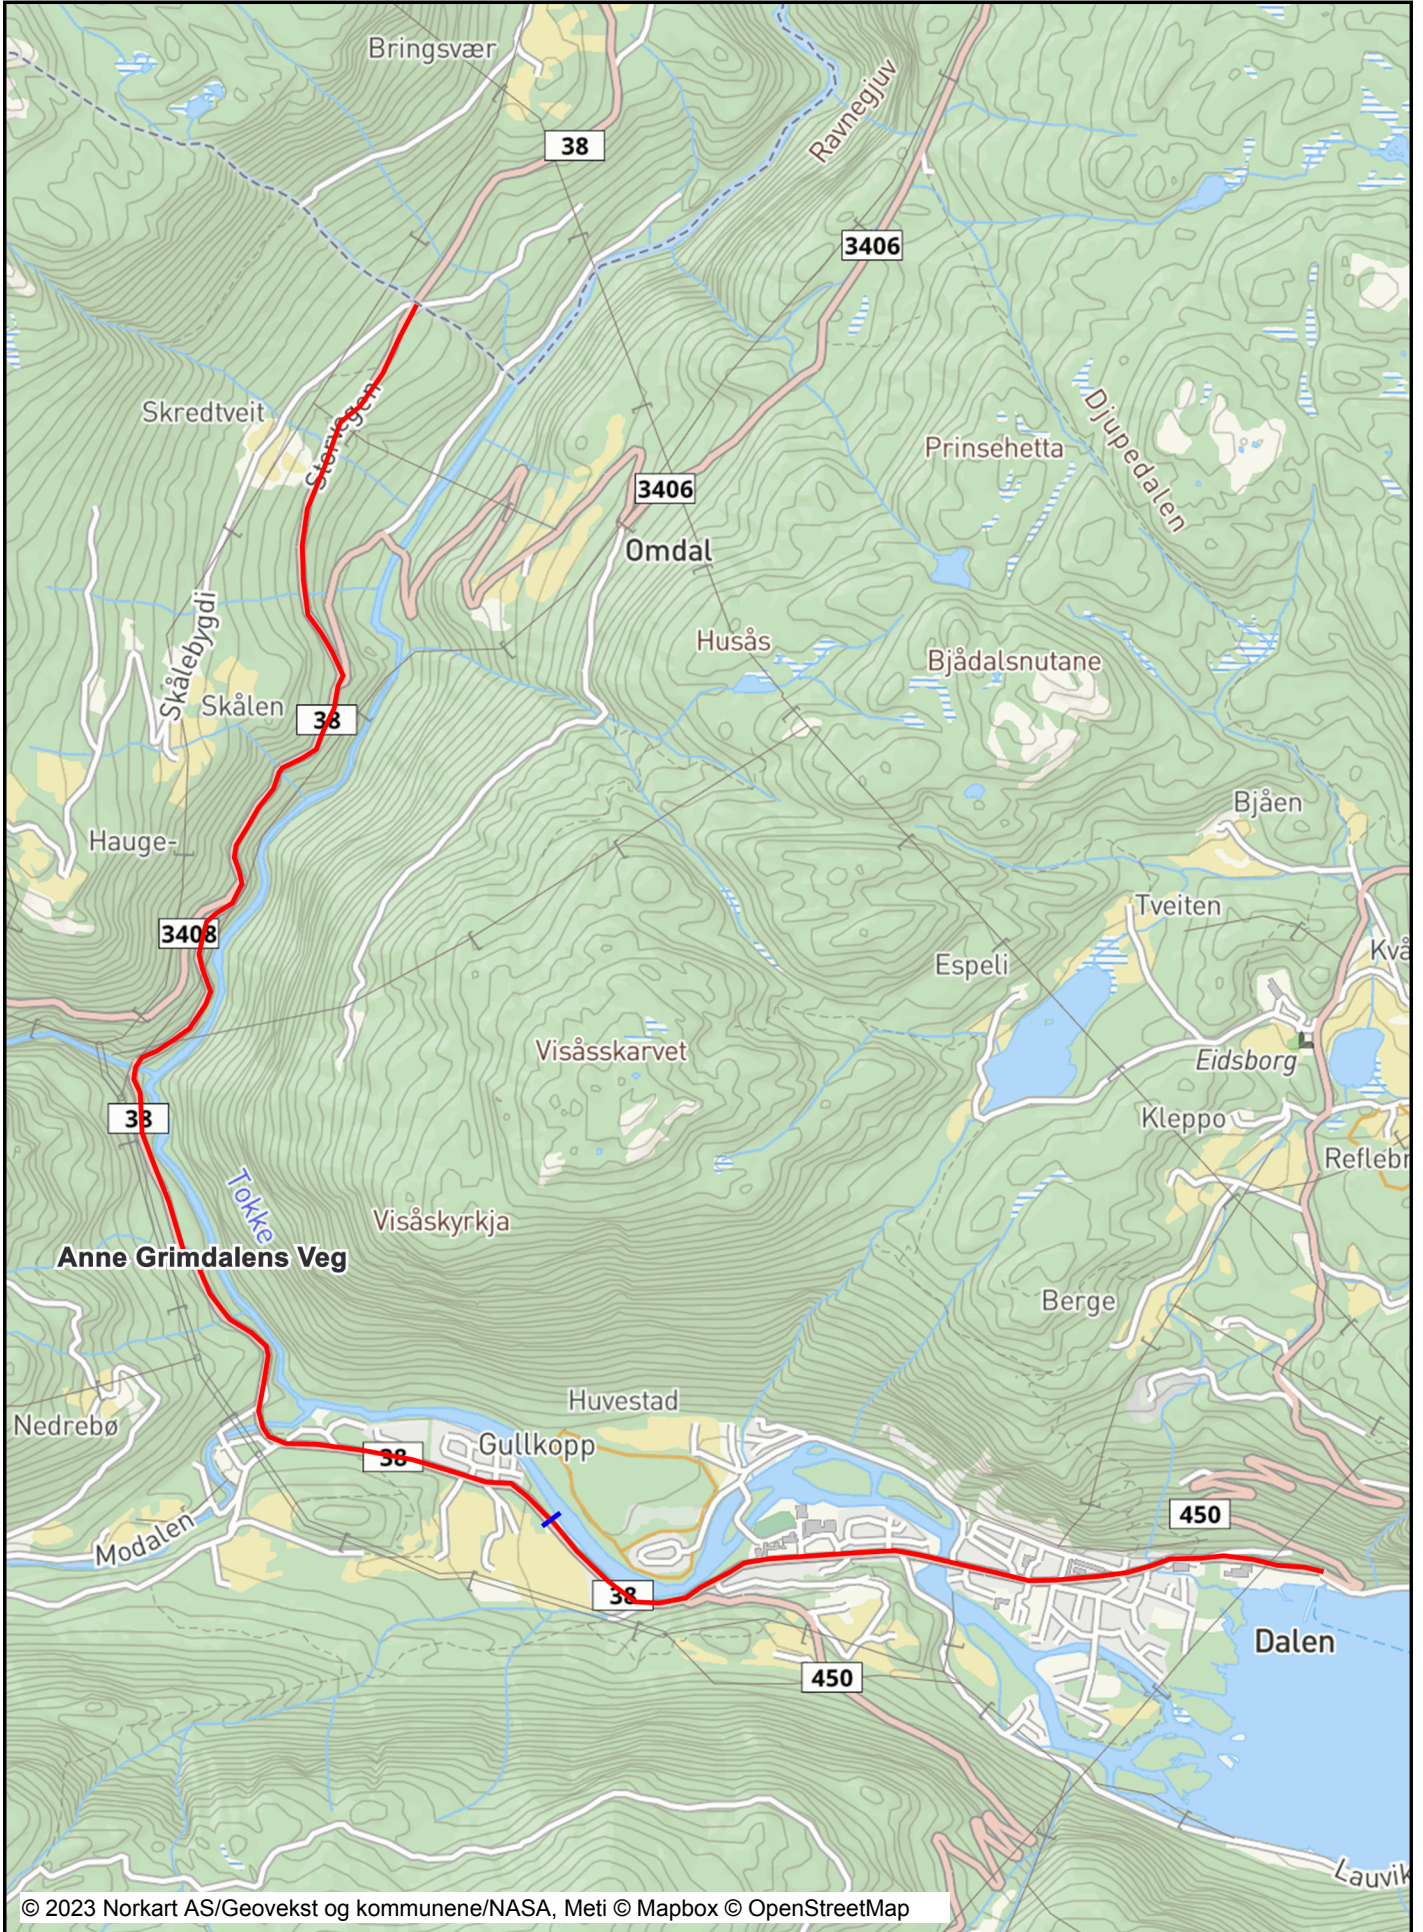 Bringsvær
Ravnegjuv
38
3406
Skredtveit
Storvegen
Djupedalen
Prinsehetta
3406
Omdal
Husås
Skålebygdi
Bjådalsnutane
Skålen
38
Bjåen
Hauge-
Tveiten
3408
Kvå
Espeli
Visåsskarvet
Eidsborg
38
Kleppo
Reflebr
Tokke
Visåskyrkja
Anne Grimdalens Veg
Berge
Huvestad
Nedrebø
Gullkopp
38
450
Modalen
38
Dalen
450
Lauvik
© 2023 Norkart AS/Geovekst og kommunene/NASA, Meti © Mapbox © OpenStreetMap